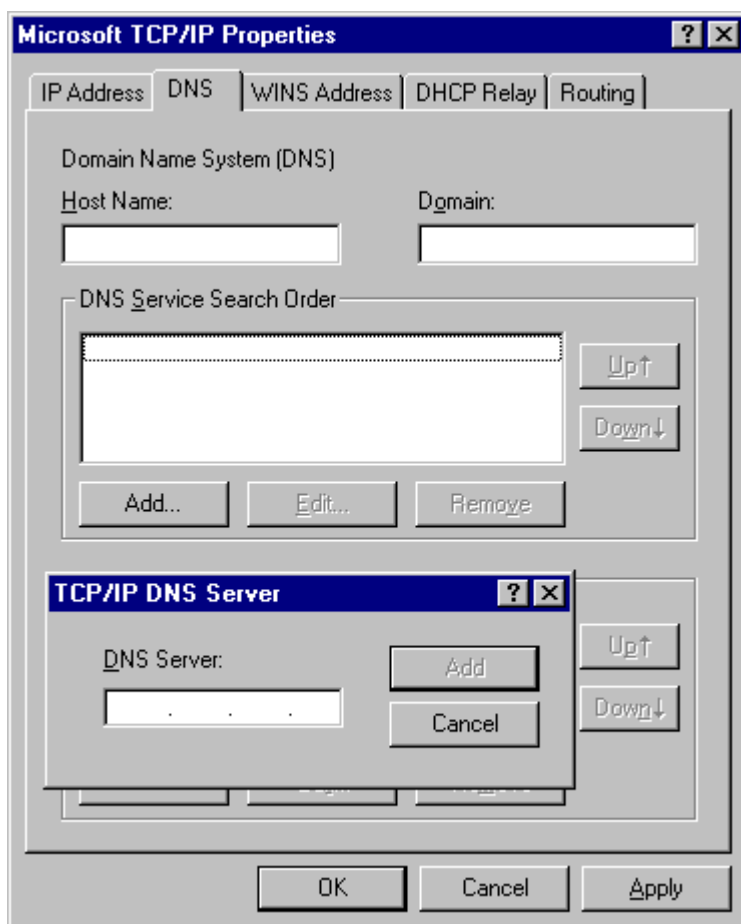 Microsoft TCP/IP Properties
IP Address DNS WINS Address DHCP Relay Routing
Domain Name System (DNS)
Host Name: Domain:
DNS Service Search Order
Up↑
Down↓
Add... Edit... Remove
TCP/IP DNS Server
DNS Server:
Add
. . .
Cancel
Up↑
Down↓
OK Cancel Apply